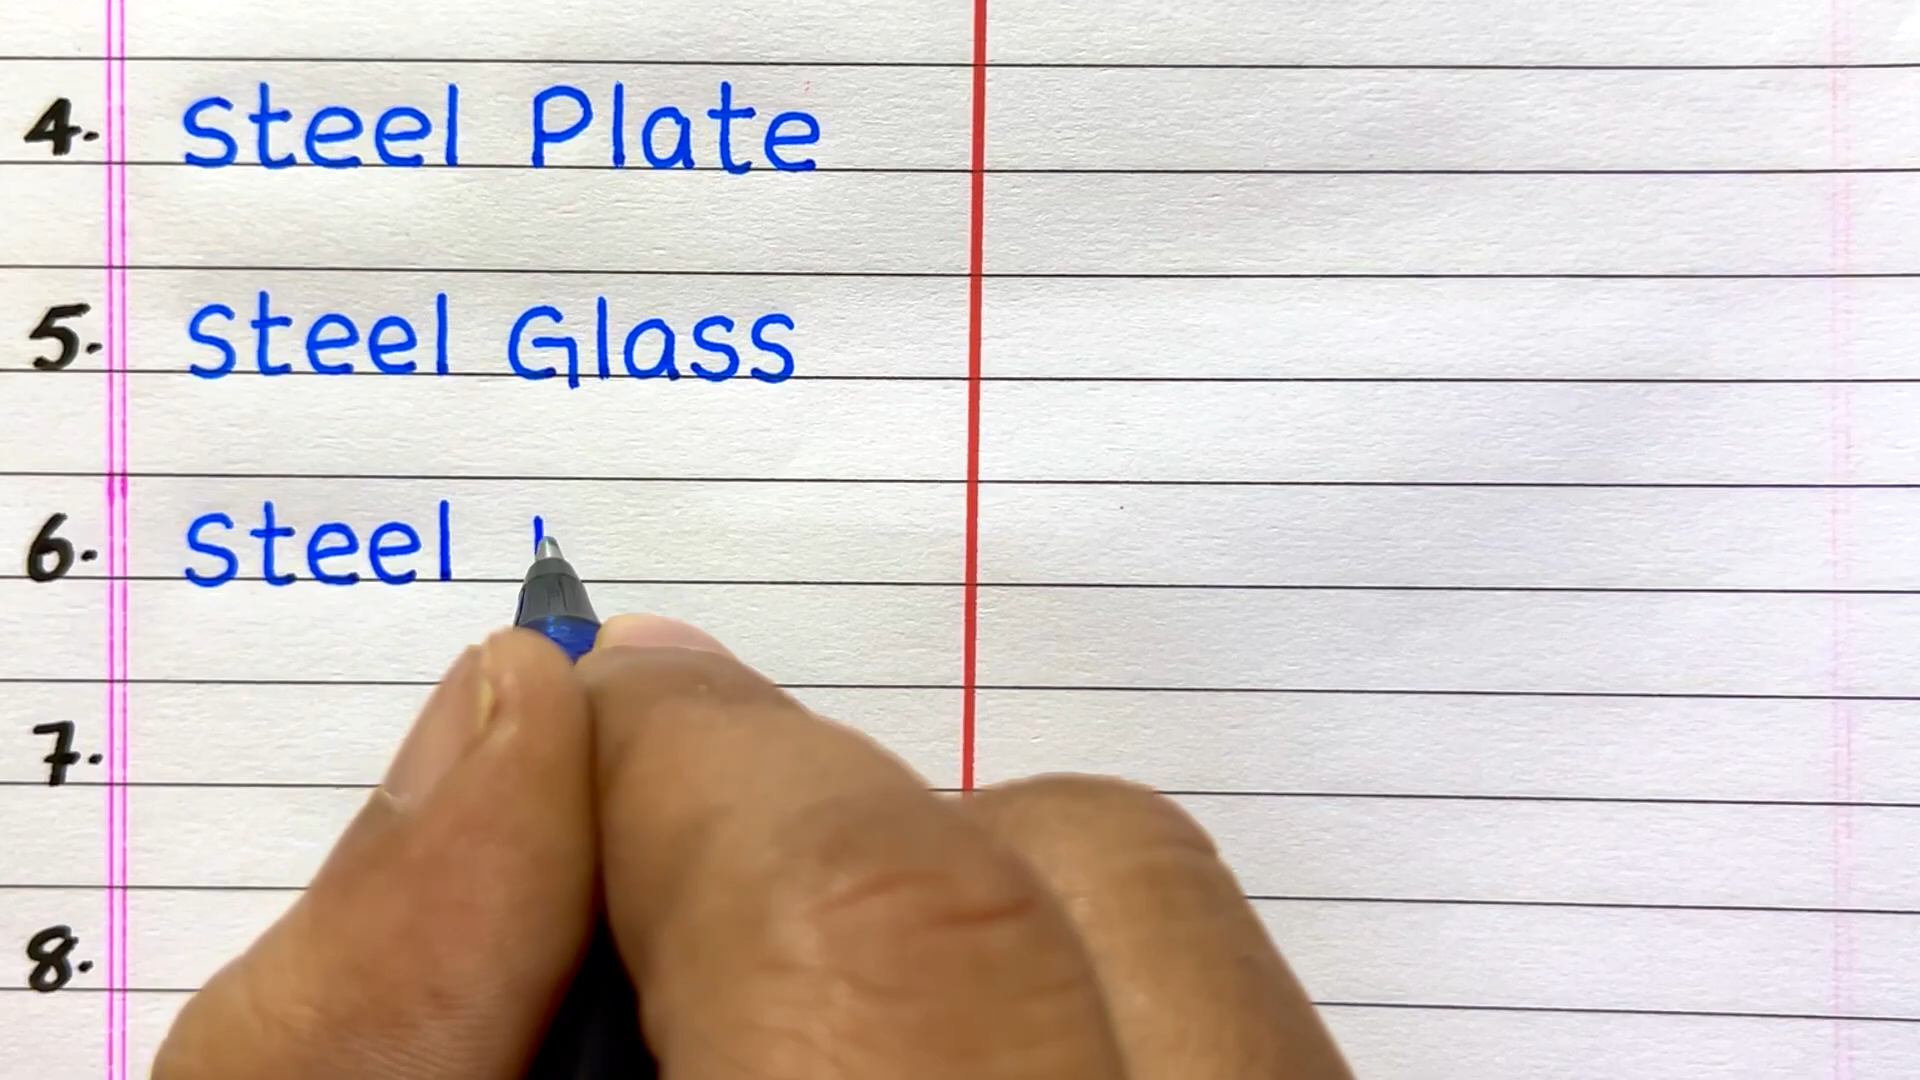 4. Steel Plate
5. Steel Glass
6. Steel
7.
8.